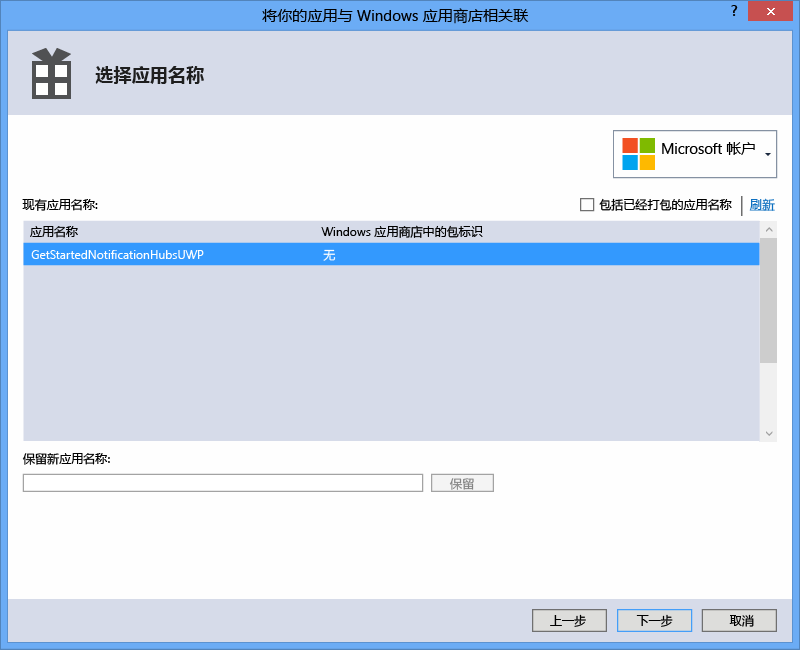 将你的应用与 Windows 应用商店相关联
?
选择应用名称
Microsoft 帐户
现有应用名称:
包括已经打包的应用名称 刷新
应用名称 Windows 应用商店中的包标识
GetStartedNotificationHubsUWP 无
保留新应用名称:
保留
上一步 下一步 取消